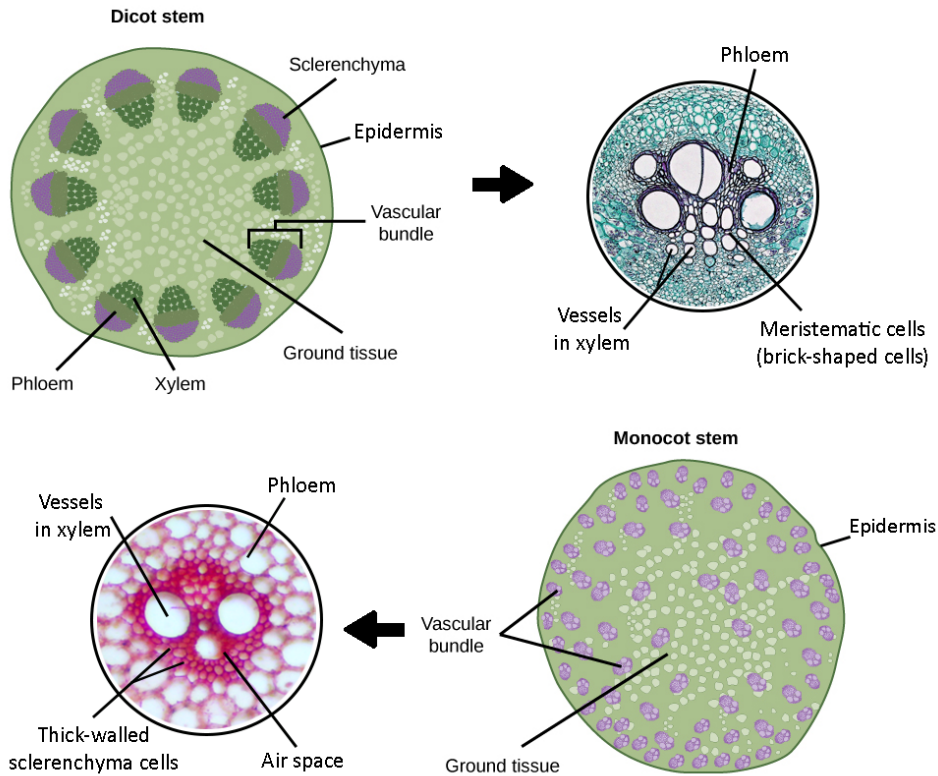 Dicot stem
Sclerenchyma
Epidermis
Vascular
bundle
Ground tissue
Phloem
Xylem
Phloem
Vessels
in xylem
Meristematic cells
(brick-shaped cells)
Monocot stem
Vessels
in xylem
Phloem
Thick-walled
sclerenchyma cells
Air space
Epidermis
Vascular
bundle
Ground tissue